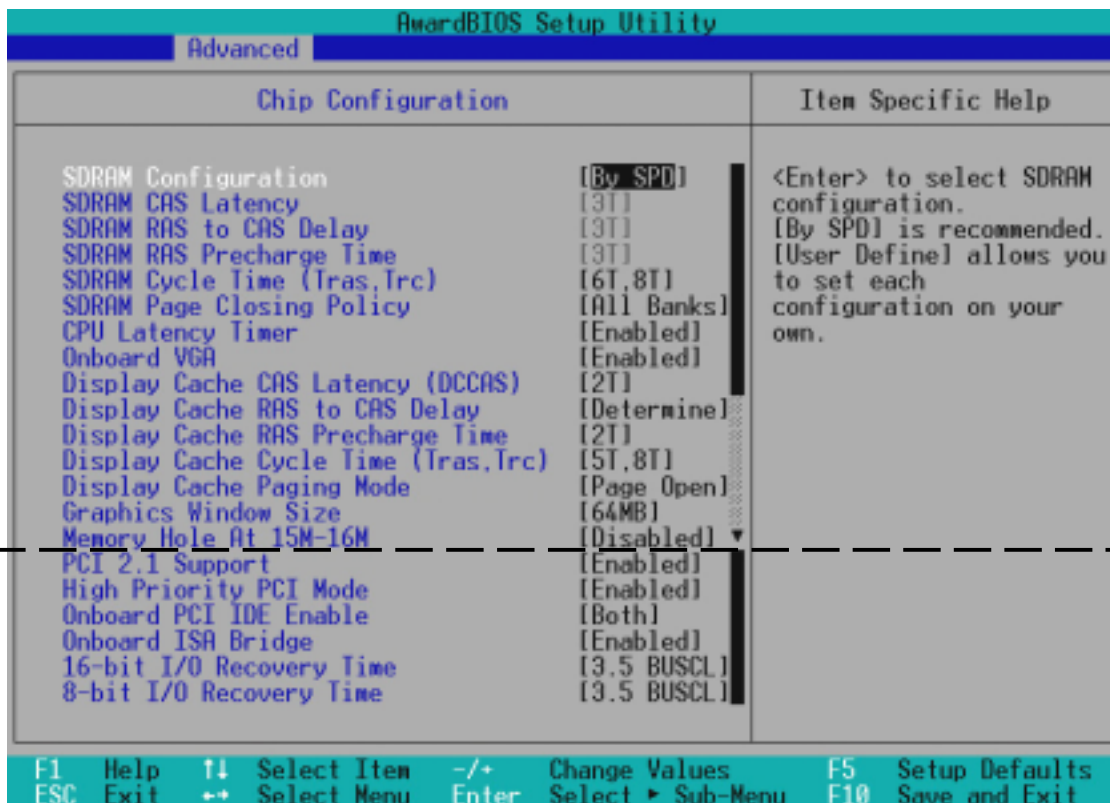 AwardBIOS Setup Utility
Advanced
Chip Configuration
Item Specific Help
SDRAM Configuration [By SPD]
SDRAM CAS Latency [3T]
SDRAM RAS to CAS Delay [3T]
SDRAM RAS Precharge Time [3T]
SDRAM Cycle Time (Tras,Trc) [6T,8T]
SDRAM Page Closing Policy [All Banks]
CPU Latency Timer [Enabled]
Onboard VGA [Enabled]
Display Cache CAS Latency (DCCAS) [2T]
Display Cache RAS to CAS Delay [Determine]
Display Cache RAS Precharge Time [2T]
Display Cache Cycle Time (Tras,Trc) [5T,8T]
Display Cache Paging Mode [Page Open]
Graphics Window Size [64MB]
Memory Hole At 15M-16M [Disabled]
PCI 2.1 Support [Enabled]
High Priority PCI Mode [Enabled]
Onboard PCI IDE Enable [Both]
Onboard ISA Bridge [Enabled]
16-bit I/O Recovery Time [3.5 BUSCL]
8-bit I/O Recovery Time [3.5 BUSCL]
<Enter> to select SDRAM
configuration.
[By SPD] is recommended.
[User Define] allows you
to set each
configuration on your
own.
F1 Help ↑↓ Select Item -/+ Change Values F5 Setup Defaults
ESC Exit ←→ Select Menu Enter Select ► Sub-Menu F10 Save and Exit